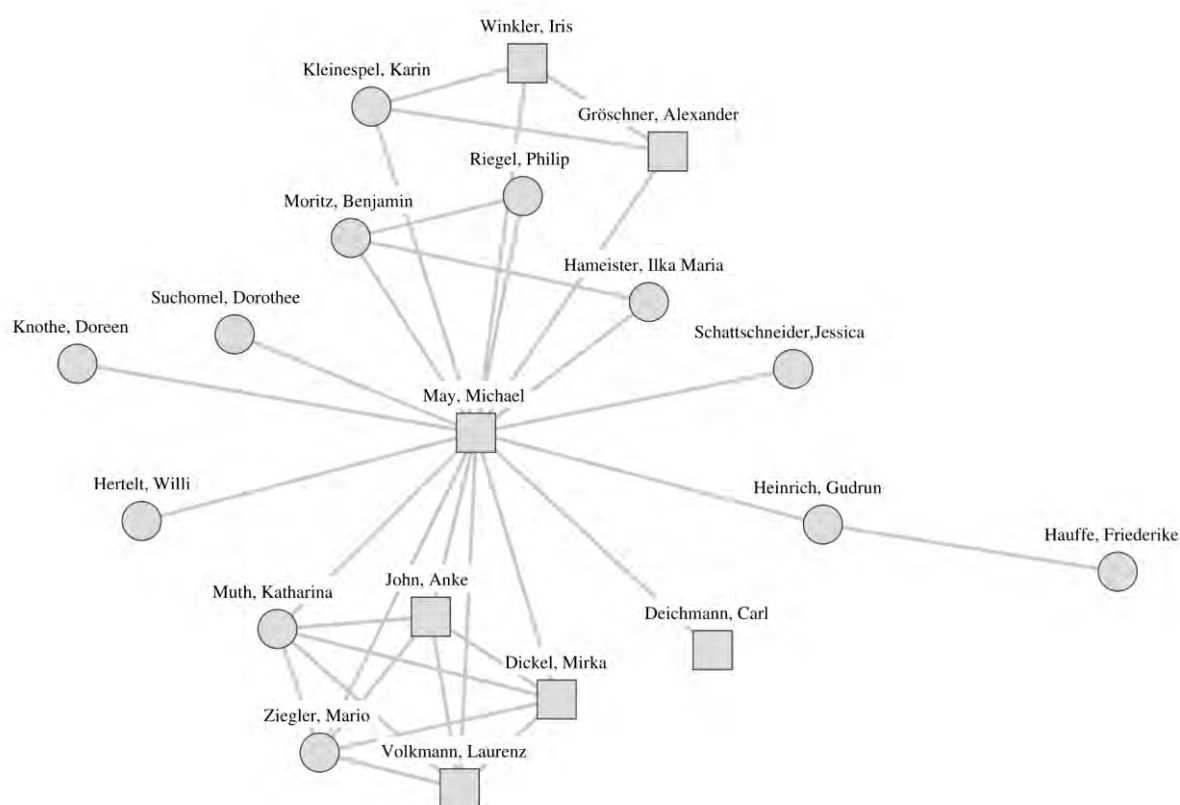 Winkler, Iris
Kleinespel, Karin
Gröschner, Alexander
Riegel, Philip
Moritz, Benjamin
Hameister, Ilka Maria
Suchomel, Dorothee
Knothe, Doreen
Schattschneider,Jessica
May, Michael
Hertelt, Willi
Heinrich, Gudrun
Hauffe, Friederike
John, Anke
Muth, Katharina
Deichmann, Carl
Dickel, Mirka
Ziegler, Mario
Volkmann, Laurenz